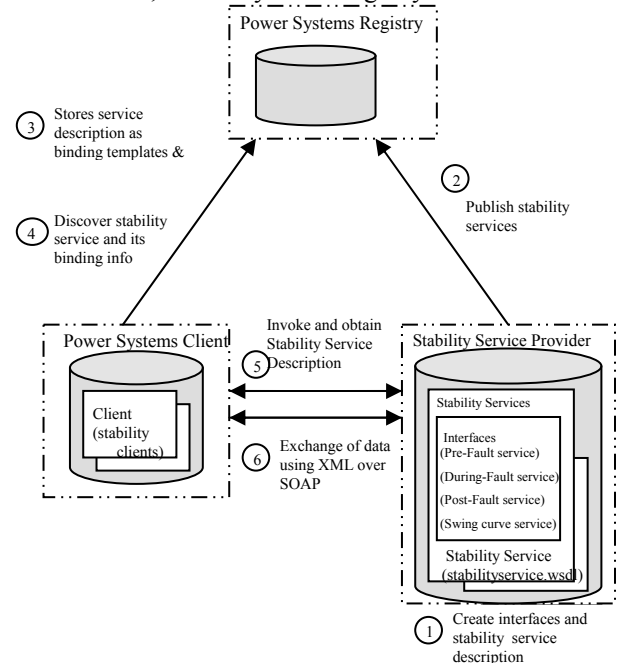 Power Systems Registry
3
Stores service
description as
binding templates &
2
Publish stability
services
4
Discover stability
service and its
binding info
Power Systems Client
Client
(stability
clients)
Invoke and obtain
Stability Service
Description
5
6
Exchange of data
using XML over
SOAP
Stability Service Provider
Stability Services
Interfaces
(Pre-Fault service)
(During-Fault service)
(Post-Fault service)
(Swing curve service)
Stability Service
(stabilityservice.wsdl)
1
Create interfaces and
stability service
description